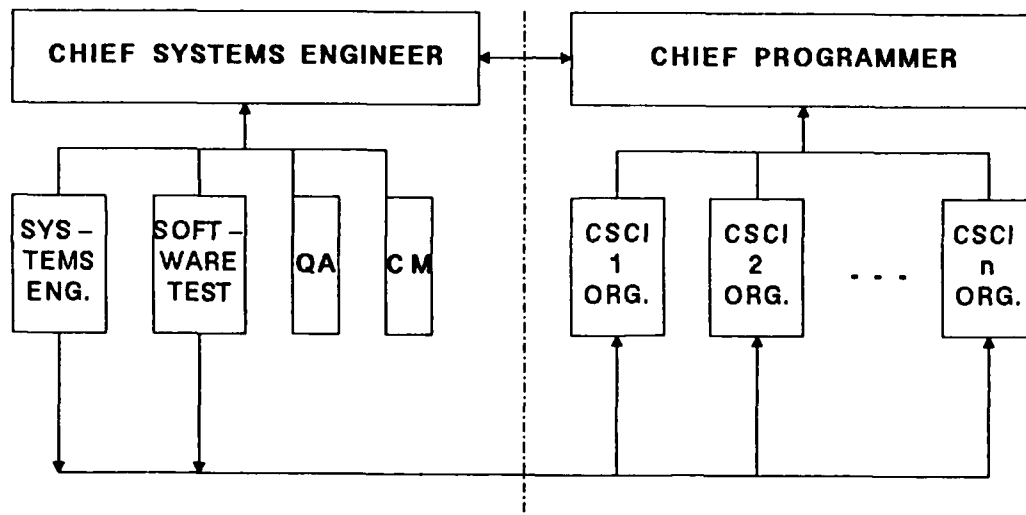 CHIEF SYSTEMS ENGINEER
CHIEF PROGRAMMER
SYS-
TEMS
ENG.
SOFT-
WARE
TEST
QA
CM
CSCI
1
ORG.
CSCI
2
ORG.
- - -
CSCI
n
ORG.